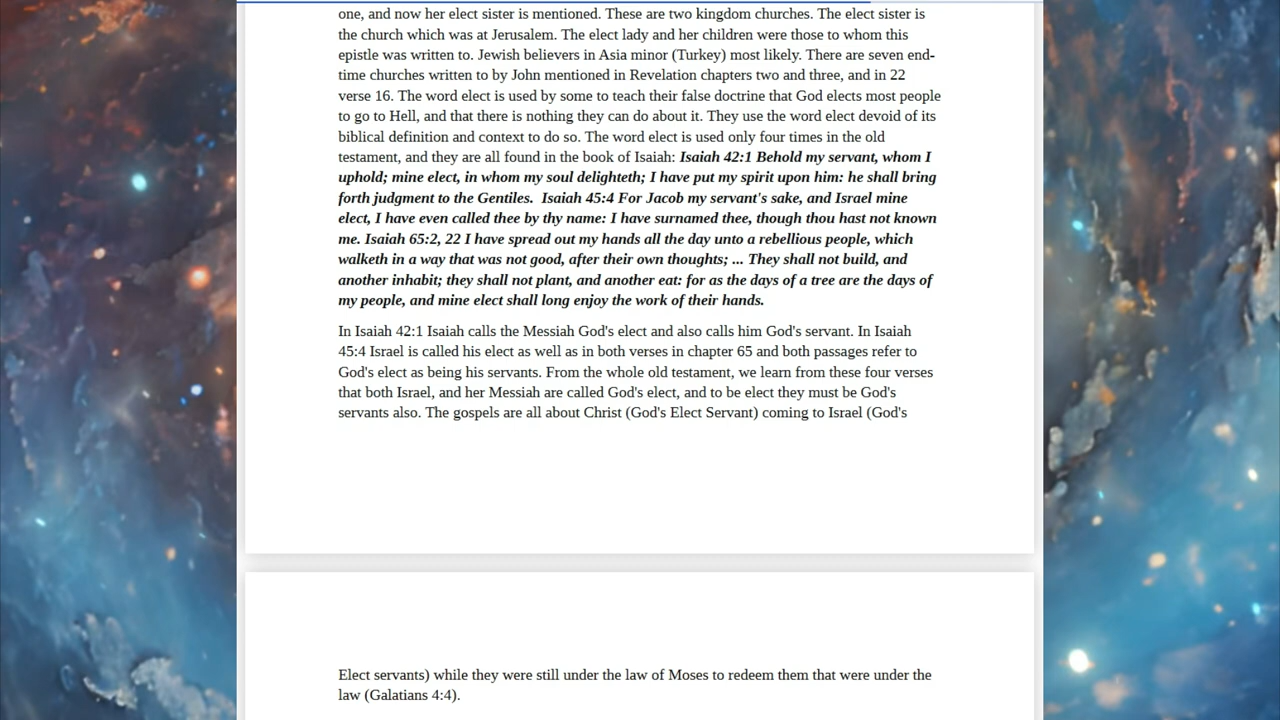 one, and now her elect sister is mentioned. These are two kingdom churches. The elect sister is
the church which was at Jerusalem. The elect lady and her children were those to whom this
epistle was written to. Jewish believers in Asia minor (Turkey) most likely. There are seven end-
time churches written to by John mentioned in Revelation chapters two and three, and in 22
verse 16. The word elect is used by some to teach their false doctrine that God elects most people
to go to Hell, and that there is nothing they can do about it. They use the word elect devoid of its
biblical definition and context to do so. The word elect is used only four times in the old
testament, and they are all found in the book of Isaiah: Isaiah 42:1 Behold my servant, whom I
uphold; mine elect, in whom my soul delighteth; I have put my spirit upon him: he shall bring
forth judgment to the Gentiles.  Isaiah 45:4 For Jacob my servant's sake, and Israel mine
elect, I have even called thee by thy name: I have surnamed thee, though thou hast not known
me. Isaiah 65:2, 22 I have spread out my hands all the day unto a rebellious people, which
walketh in a way that was not good, after their own thoughts; ... They shall not build, and
another inhabit; they shall not plant, and another eat: for as the days of a tree are the days of
my people, and mine elect shall long enjoy the work of their hands.
In Isaiah 42:1 Isaiah calls the Messiah God's elect and also calls him God's servant. In Isaiah
45:4 Israel is called his elect as well as in both verses in chapter 65 and both passages refer to
God's elect as being his servants. From the whole old testament, we learn from these four verses
that both Israel, and her Messiah are called God's elect, and to be elect they must be God's
servants also. The gospels are all about Christ (God's Elect Servant) coming to Israel (God's
Elect servants) while they were still under the law of Moses to redeem them that were under the
law (Galatians 4:4).